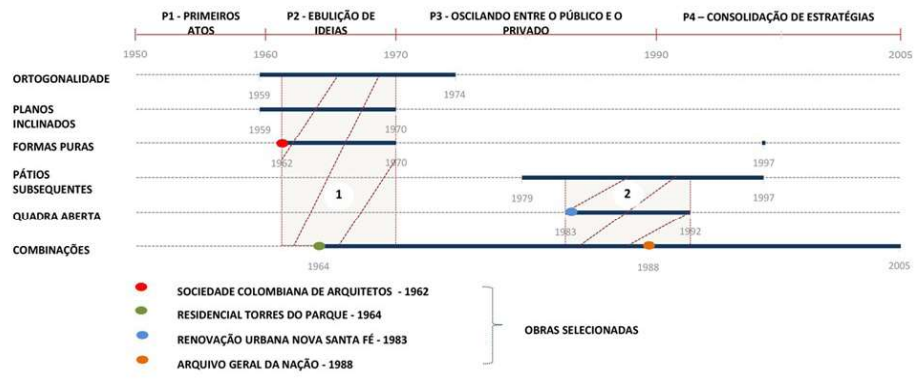 P1 - PRIMEIROS ATOS
P2 - EBULIÇÃO DE IDEIAS
P3 - OSCILANDO ENTRE O PÚBLICO E O PRIVADO
P4 – CONSOLIDAÇÃO DE ESTRATÉGIAS
1950 1960 1970 1990 2005
ORTOGONALIDADE
1959 1974
PLANOS INCLINADOS
1959 1970
FORMAS PURAS
1962 1970 1997
PÁTIOS SUBSEQUENTES
1979 1997
1 2
QUADRA ABERTA
1983 1992
COMBINAÇÕES
1964 1988 2005
SOCIEDADE COLOMBIANA DE ARQUITETOS - 1962
RESIDENCIAL TORRES DO PARQUE - 1964
RENOVAÇÃO URBANA NOVA SANTA FÉ - 1983
ARQUIVO GERAL DA NAÇÃO - 1988
OBRAS SELECIONADAS